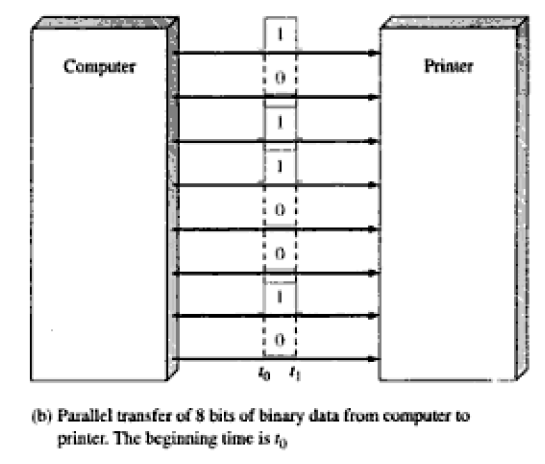 Computer
Printer
1
0
1
1
0
0
1
0
t0 t1
(b) Parallel transfer of 8 bits of binary data from computer to
printer. The beginning time is t0